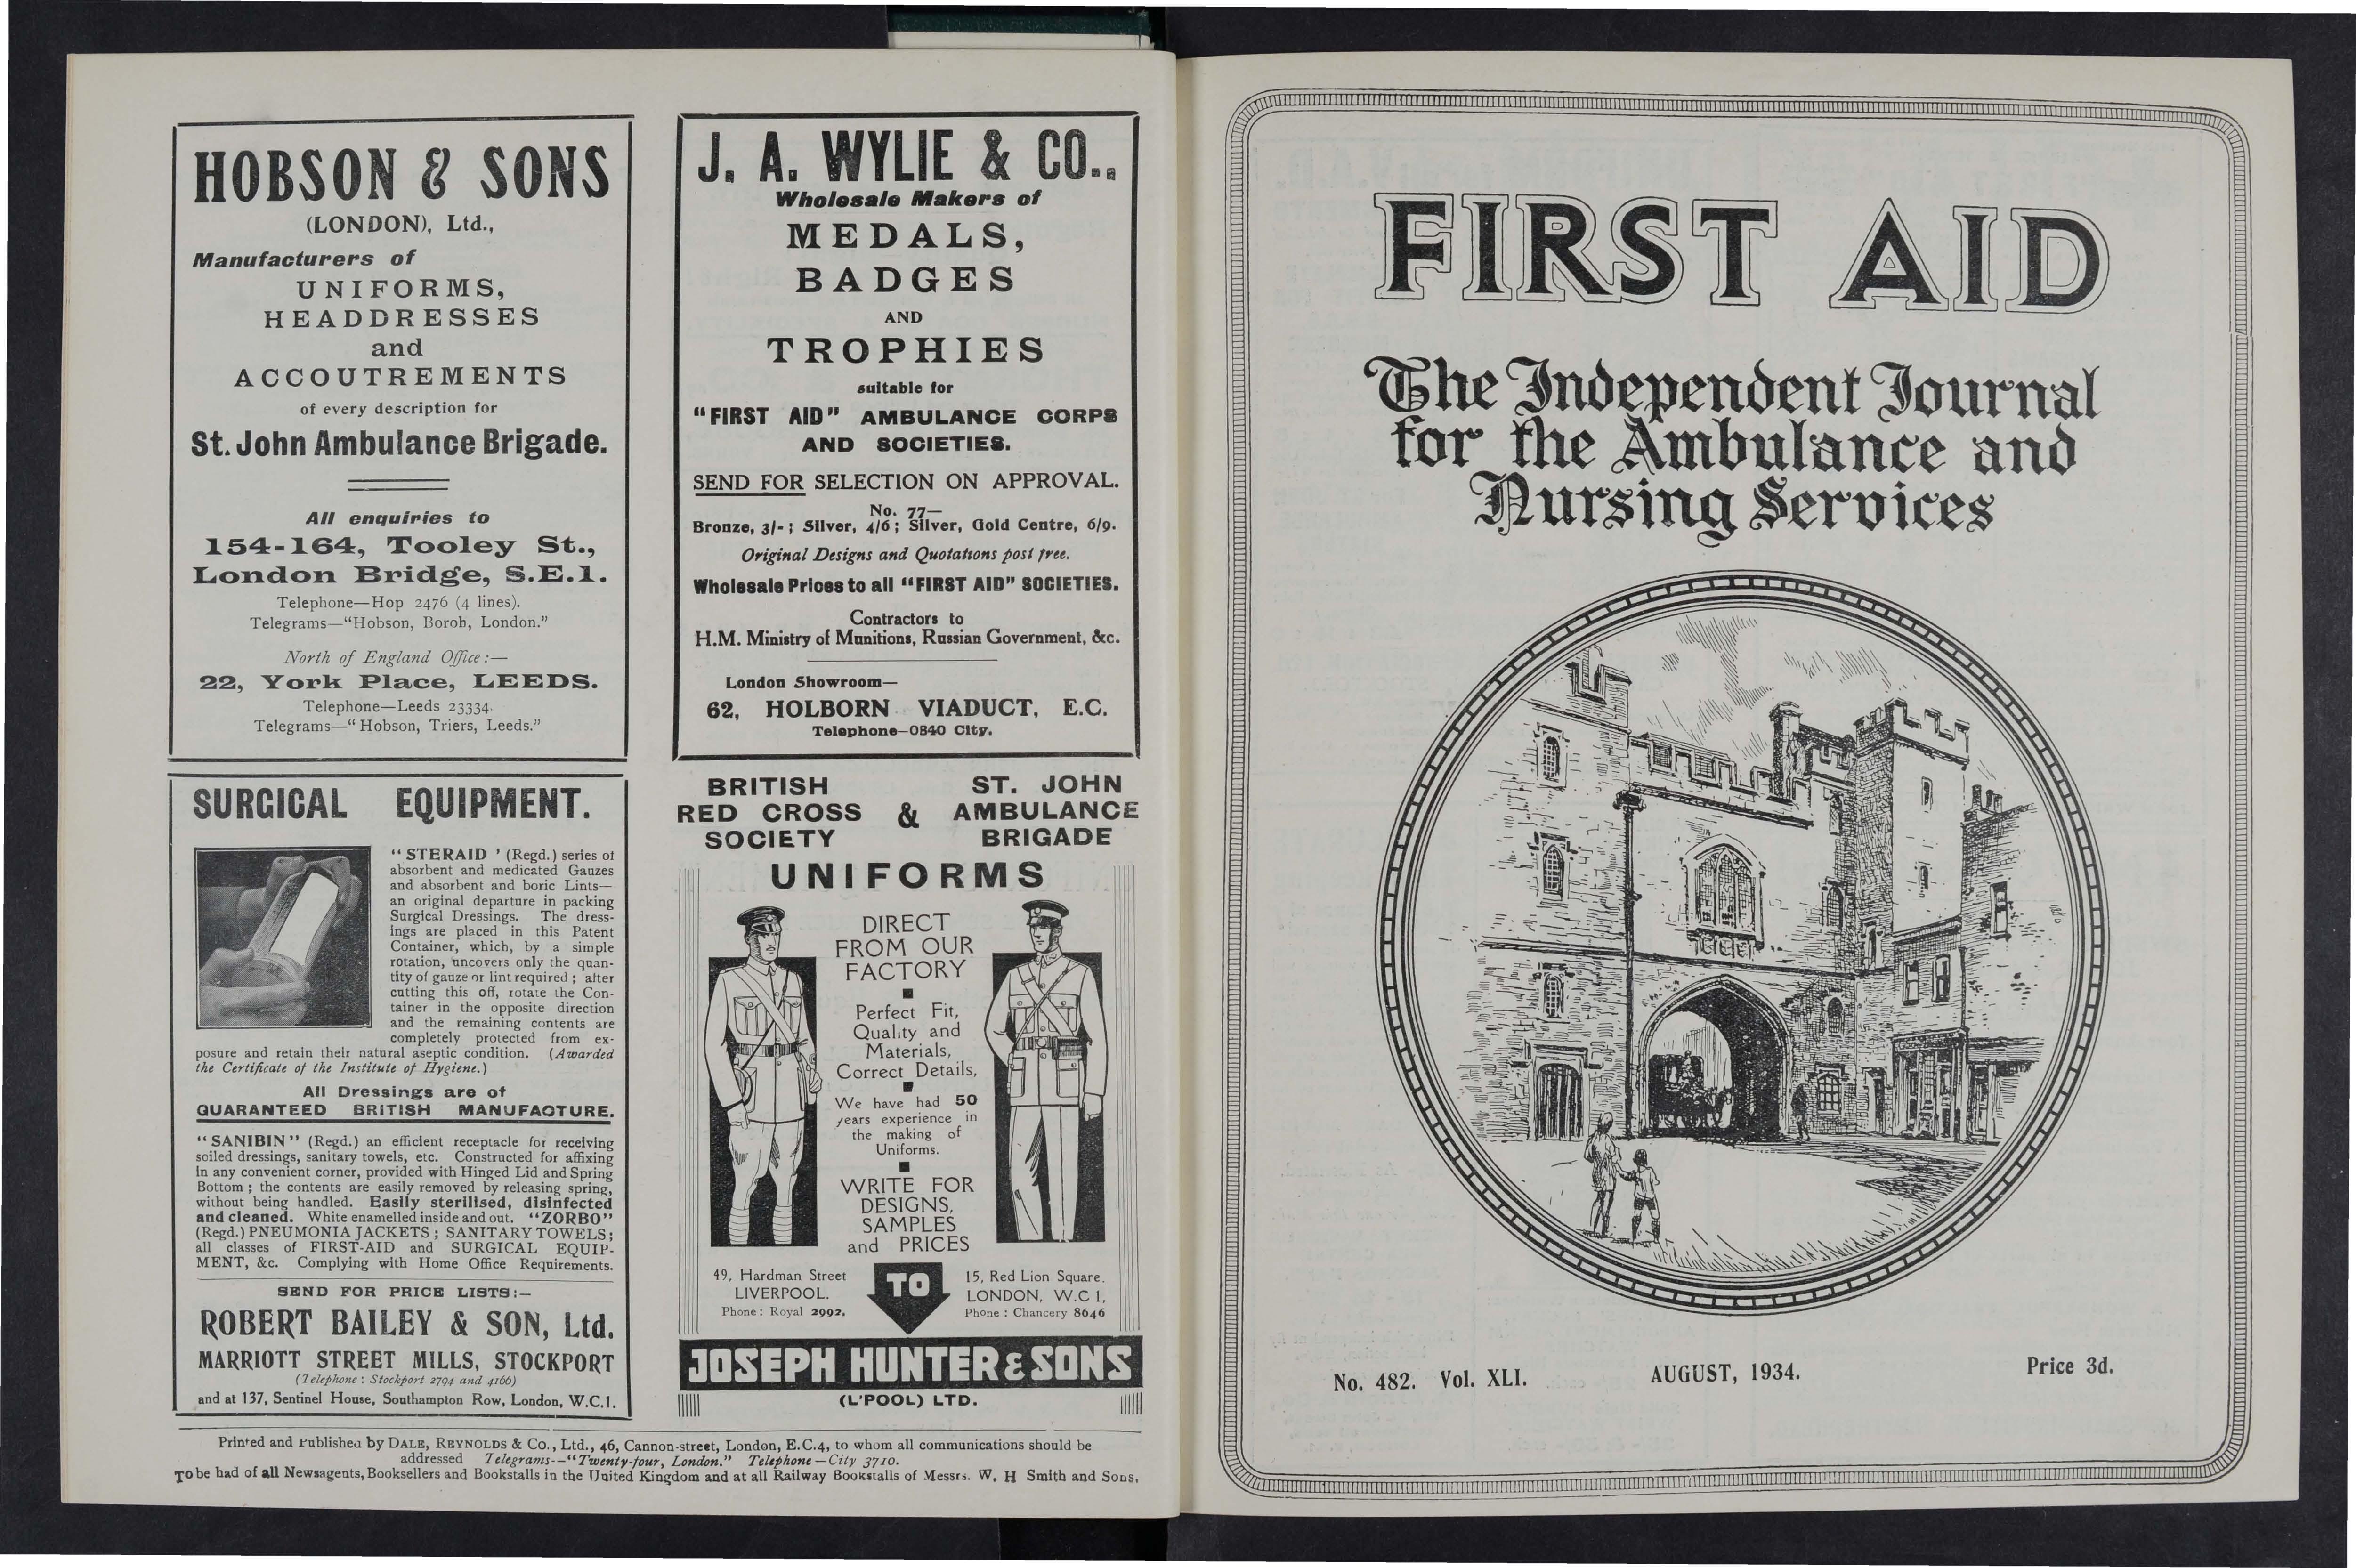 HOBSON & SONS
(LONDON), Ltd.,
Manufacturers of
UNIFORMS,
HEADDRESSES
and
ACCOUTREMENTS
of every description for
St. John Ambulance Brigade.
All enquiries to
154-164, Tooley St.,
London Bridge, S.E.1.
Telephone—Hop 2476 (4 lines).
Telegrams—"Hobson, Boroh, London."
North of England Office:—
22, York Place, LEEDS.
Telephone—Leeds 23334.
Telegrams—"Hobson, Triers, Leeds."
SURGICAL EQUIPMENT.
"STERAID ' (Regd.) series of
absorbent and medicated Gauzes
and absorbent and boric Lints—
an original departure in packing
Surgical Dressings. The dress-
ings are placed in this Patent
Container, which, by a simple
rotation, uncovers only the quan-
tity of gauze or lint required; after
cutting this off, rotate the Con-
tainer in the opposite direction
and the remaining contents are
completely protected from ex-
posure and retain their natural aseptic condition. (Awarded
the Certificate of the Institute of Hygiene.)
All Dressings are of
GUARANTEED BRITISH MANUFACTURE.
"SANIBIN" (Regd.) an efficient receptacle for receiving
soiled dressings, sanitary towels, etc. Constructed for affixing
in any convenient corner, provided with Hinged Lid and Spring
Bottom; the contents are easily removed by releasing spring,
without being handled. Easily sterilised, disinfected
and cleaned. White enamelled inside and out. "ZORBO"
(Regd.) PNEUMONIA JACKETS; SANITARY TOWELS;
all classes of FIRST-AID and SURGICAL EQUIP-
MENT, &c. Complying with Home Office Requirements.
SEND FOR PRICE LISTS:—
ROBERT BAILEY & SON, Ltd.
MARRIOTT STREET MILLS, STOCKPORT
(Telephone: Stockport 2794 and 4166)
and at 137, Sentinel House, Southampton Row, London, W.C.1.
J. A. WYLIE & CO.,
Wholesale Makers of
MEDALS,
BADGES
AND
TROPHIES
suitable for
"FIRST AID" AMBULANCE CORPS
AND SOCIETIES.
SEND FOR SELECTION ON APPROVAL.
No. 77—
Bronze, 3/-; Silver, 4/6; Silver, Gold Centre, 6/9.
Original Designs and Quotations post free.
Wholesale Prices to all "FIRST AID" SOCIETIES.
Contractors to
H.M. Ministry of Munitions, Russian Government, &c.
London Showroom—
62, HOLBORN VIADUCT, E.C.
Telephone—0840 City.
BRITISH
RED CROSS
SOCIETY
&
ST. JOHN
AMBULANCE
BRIGADE
UNIFORMS
DIRECT
FROM OUR
FACTORY
Perfect Fit,
Quality and
Materials,
Correct Details,
We have had 50
years experience in
the making of
Uniforms.
WRITE FOR
DESIGNS,
SAMPLES
and PRICES
49, Hardman Street
LIVERPOOL.
Phone: Royal 2992.
TO
15, Red Lion Square.
LONDON, W.C 1,
Phone: Chancery 8646
JOSEPH HUNTER & SONS
(L'POOL) LTD.
Printed and Published by DALE, REYNOLDS & Co., Ltd., 46, Cannon-street, London, E.C.4, to whom all communications should be
addressed Telegrams--"Twenty-four, London." Telephone—City 3710.
To be had of all Newsagents, Booksellers and Bookstalls in the United Kingdom and at all Railway Bookstalls of Messrs. W. H Smith and Sons,
FIRST AID
The Independent Journal
for the Ambulance and
Nursing Services
No. 482. Vol. XLI.
AUGUST, 1934.
Price 3d.